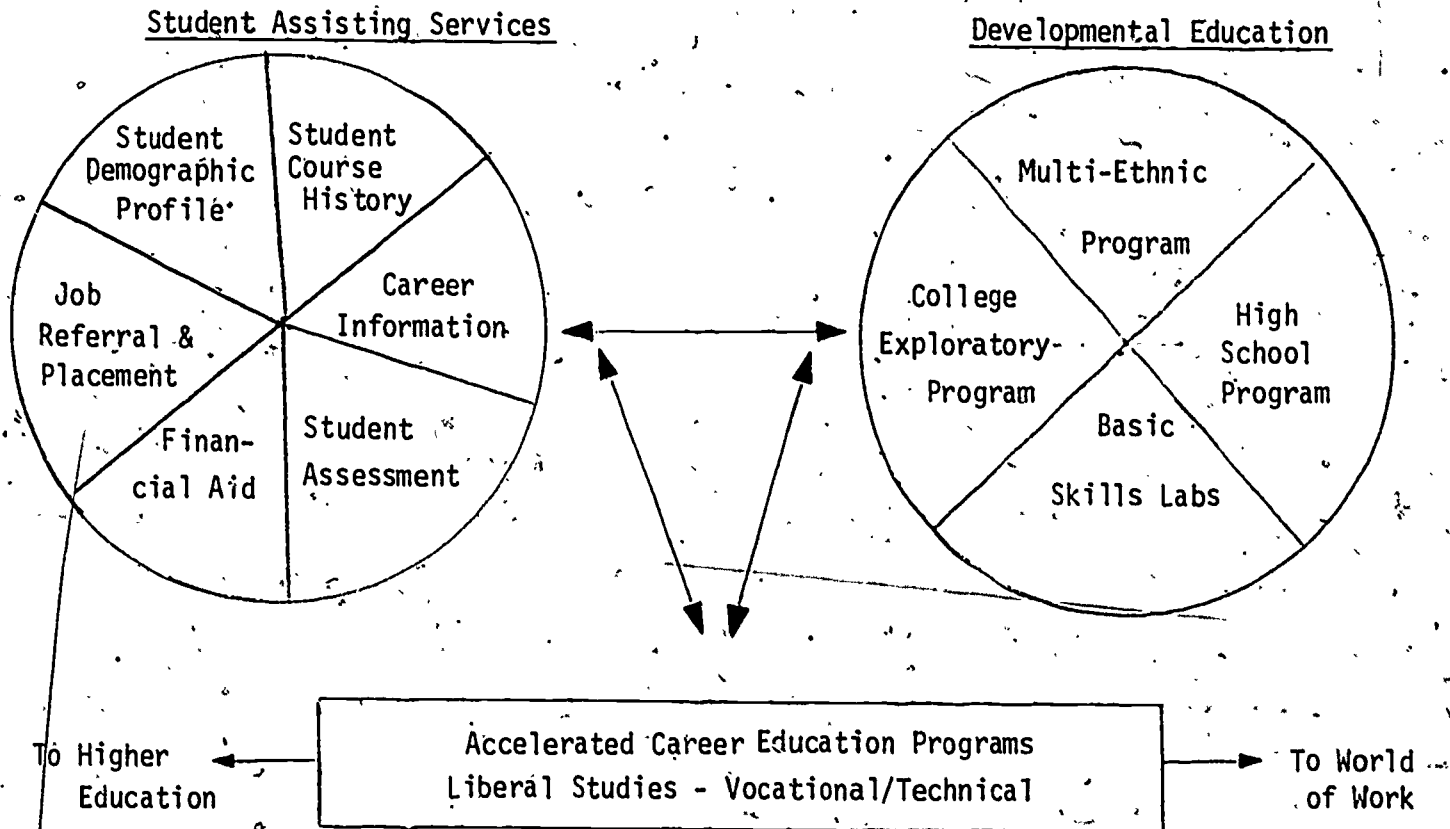 Student Assisting Services
Developmental Education
Student
Demographic
Profile
Student
Course
History
Career
Information
Student
Assessment
Finan-
cial Aid
Job
Referral &
Placement
Multi-Ethnic
Program
High
School
Program
Basic
Skills Labs
College
Exploratory
Program
Accelerated Career Education Programs
Liberal Studies - Vocational/Technical
To Higher
Education
To World
of Work